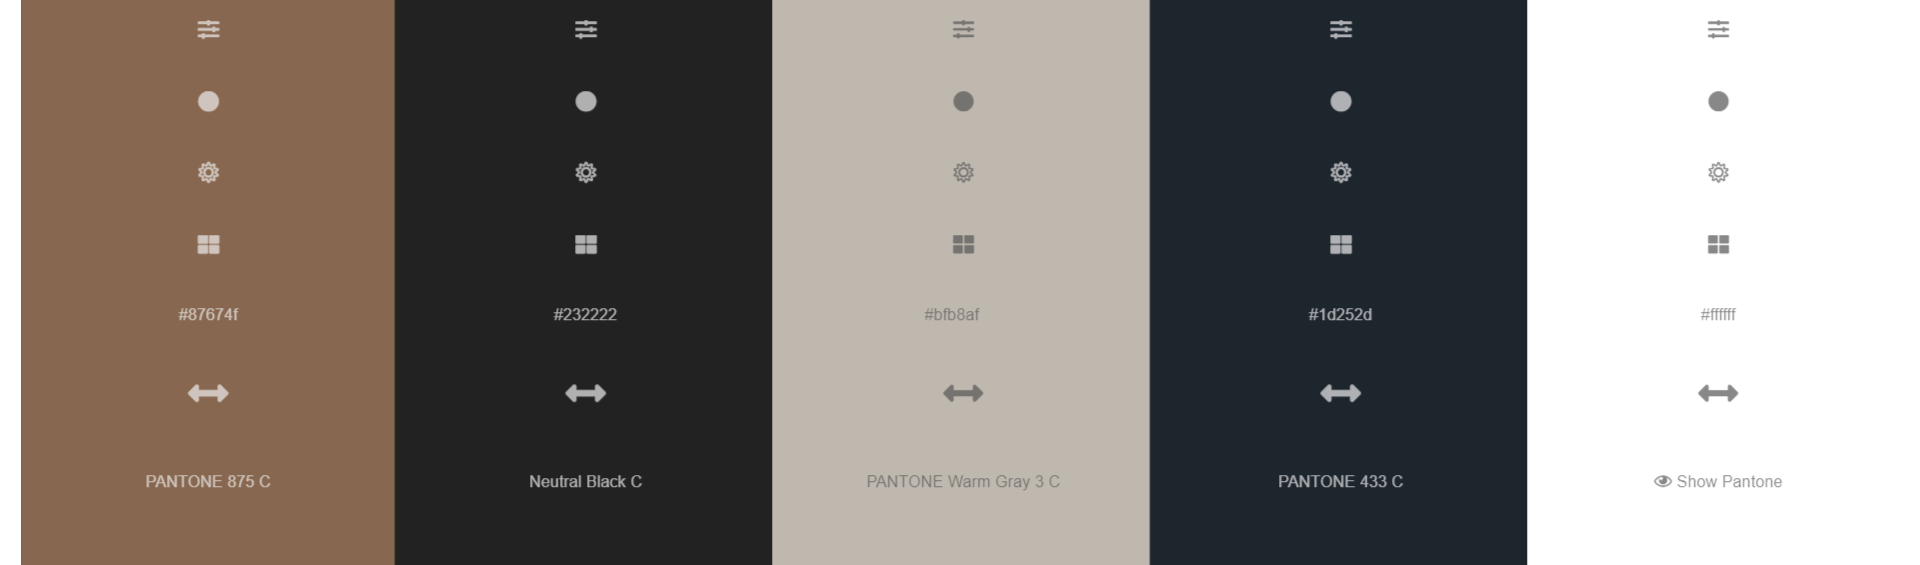 #87674f
#232222
#bfb8af
#1d252d
#ffffff
PANTONE 875 C
Neutral Black C
PANTONE Warm Gray 3 C
PANTONE 433 C
Show Pantone